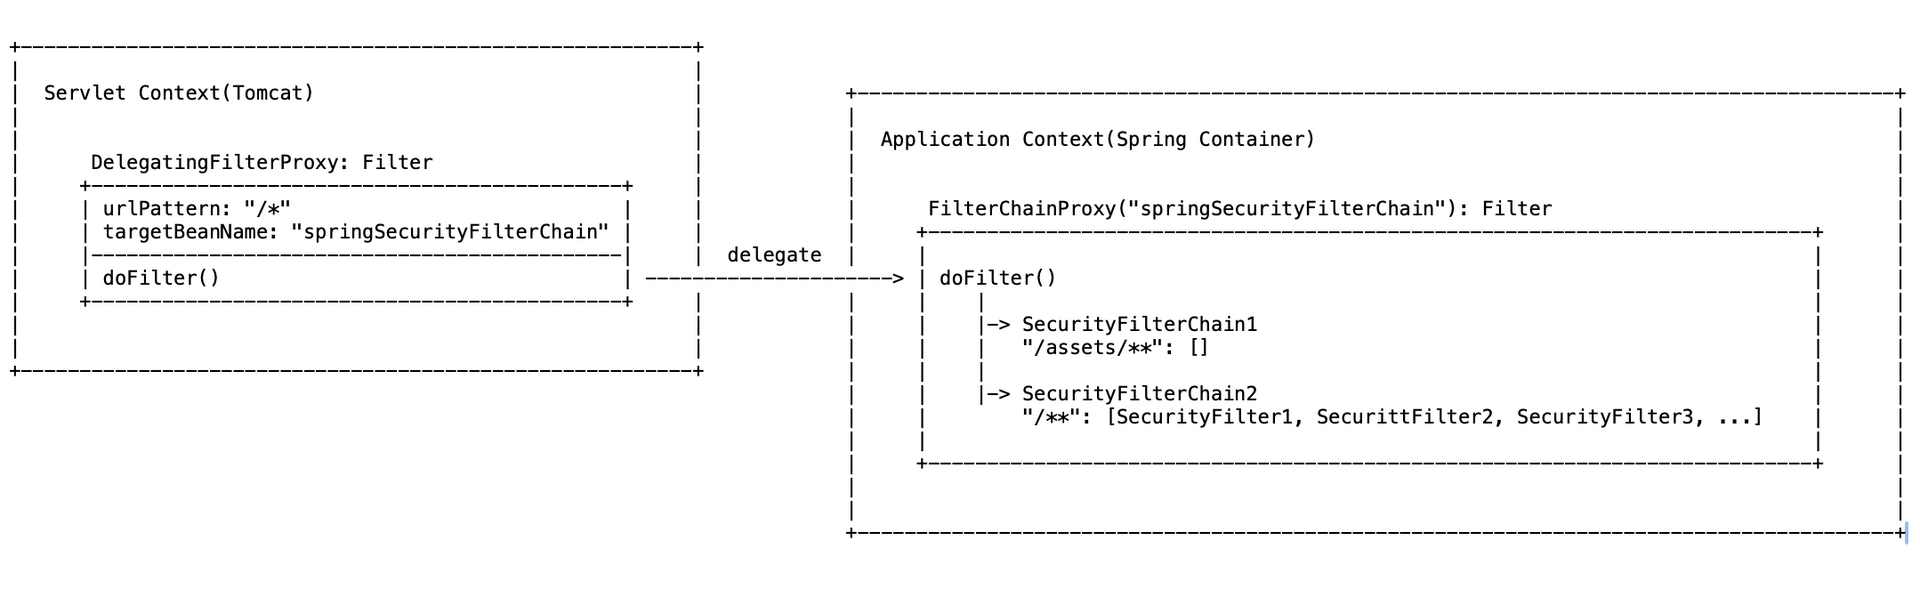 Servlet Context(Tomcat)
DelegatingFilterProxy: Filter
urlPattern: "/*"
targetBeanName: "springSecurityFilterChain"
doFilter()
delegate
Application Context(Spring Container)
FilterChainProxy("springSecurityFilterChain"): Filter
doFilter()
SecurityFilterChain1
"/assets/**": []
SecurityFilterChain2
"/**": [SecurityFilter1, SecurittFilter2, SecurityFilter3, ...]